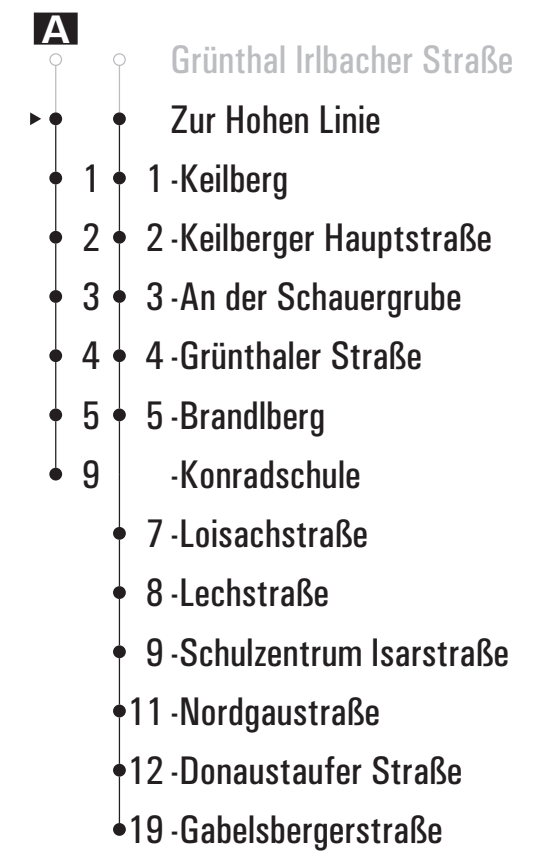 A
Grünthal Irlbacher Straße
Zur Hohen Linie
1 1 -Keilberg
2 2 -Keilberger Hauptstraße
3 3 -An der Schauergrube
4 4 -Grünthaler Straße
5 5 -Brandlberg
9 -Konradschule
7 -Loisachstraße
8 -Lechstraße
9 -Schulzentrum Isarstraße
11 -Nordgaustraße
12 -Donaustaufer Straße
19 -Gabelsbergerstraße